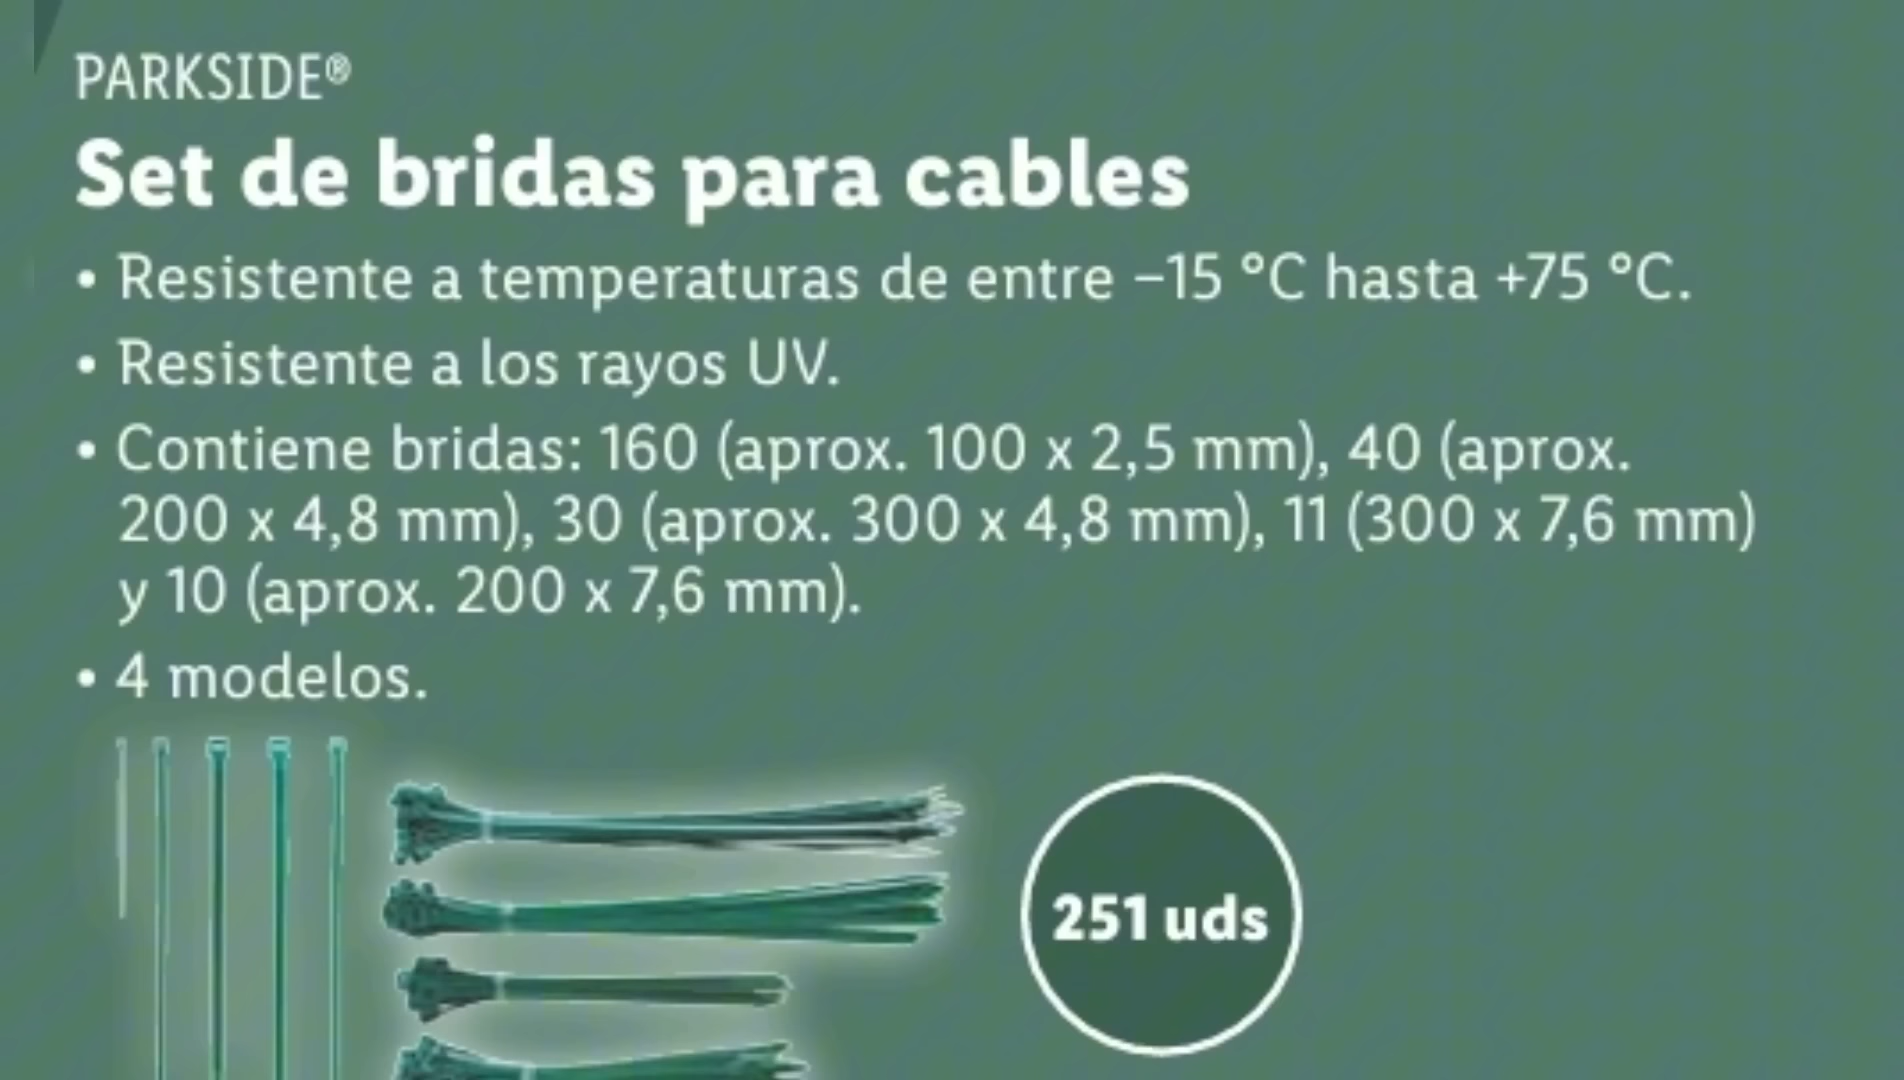 PARKSIDE®
Set de bridas para cables
• Resistente a temperaturas de entre –15 °C hasta +75 °C.
• Resistente a los rayos UV.
• Contiene bridas: 160 (aprox. 100 x 2,5 mm), 40 (aprox.
200 x 4,8 mm), 30 (aprox. 300 x 4,8 mm), 11 (300 x 7,6 mm)
y 10 (aprox. 200 x 7,6 mm).
• 4 modelos.
251 uds